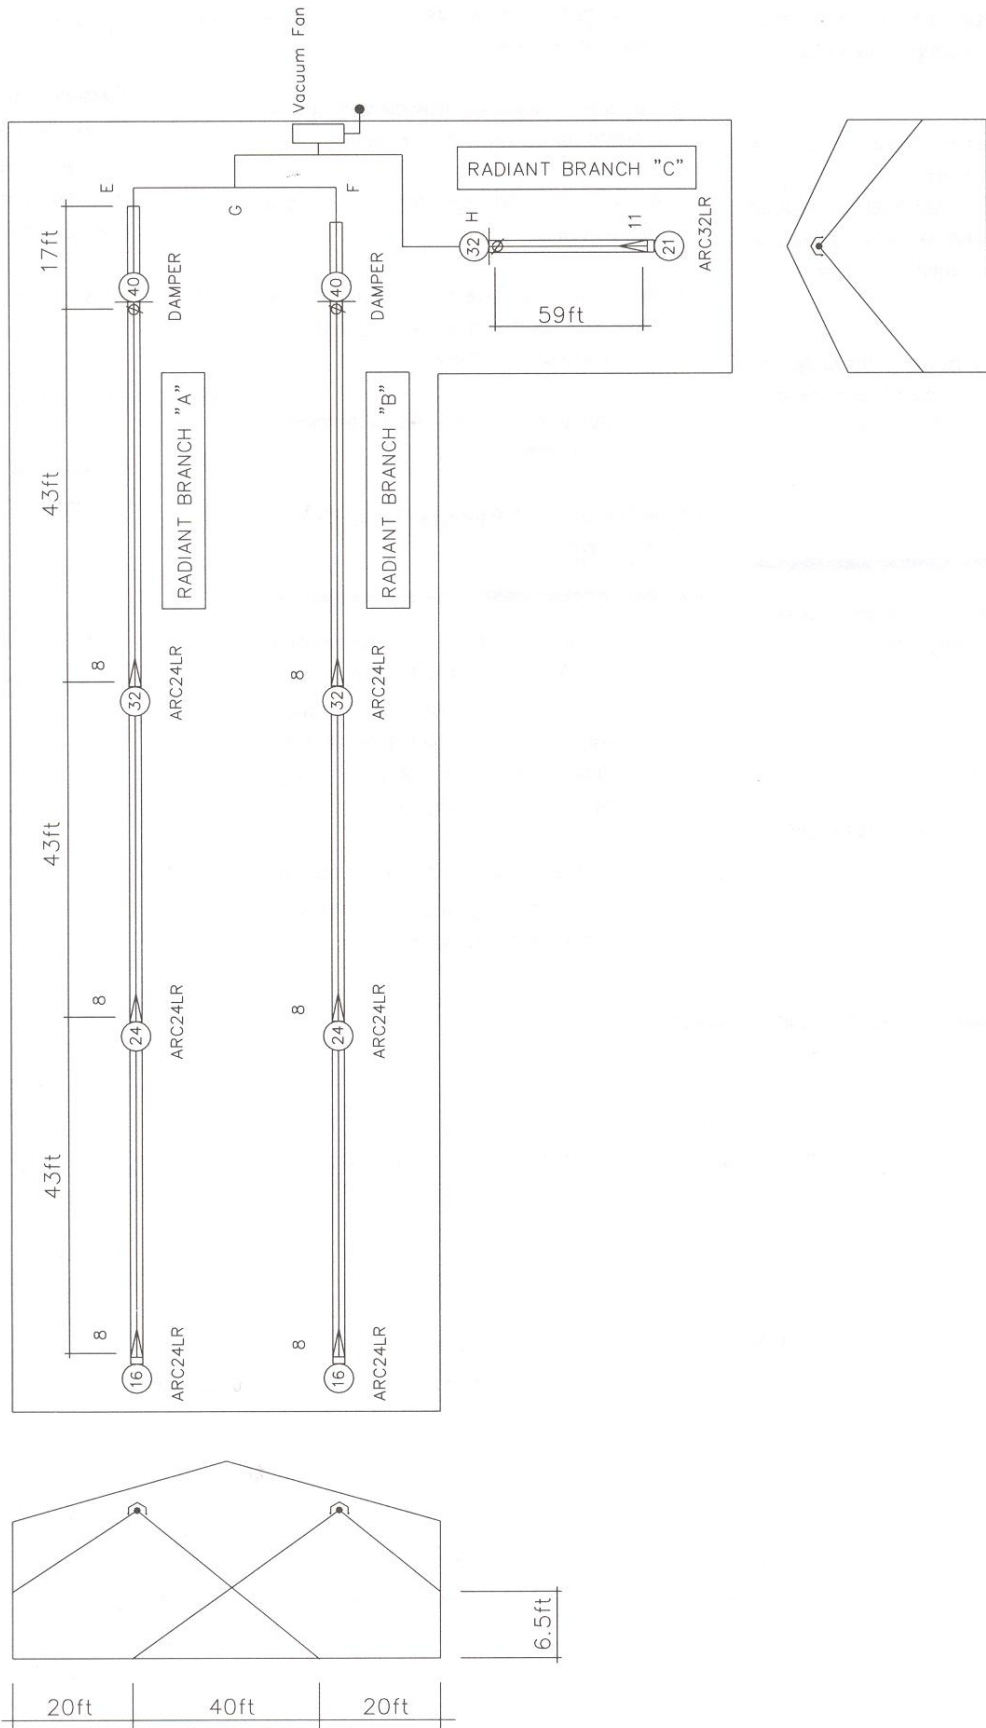 Vacuum Fan
E
G
F
H
17ft
43ft
43ft
43ft
40
DAMPER
40
DAMPER
RADIANT BRANCH "A"
RADIANT BRANCH "B"
RADIANT BRANCH "C"
32
11
21
ARC32LR
59ft
8
32
ARC24LR
8
32
ARC24LR
8
24
ARC24LR
8
24
ARC24LR
8
16
ARC24LR
8
16
ARC24LR
6.5ft
20ft
40ft
20ft